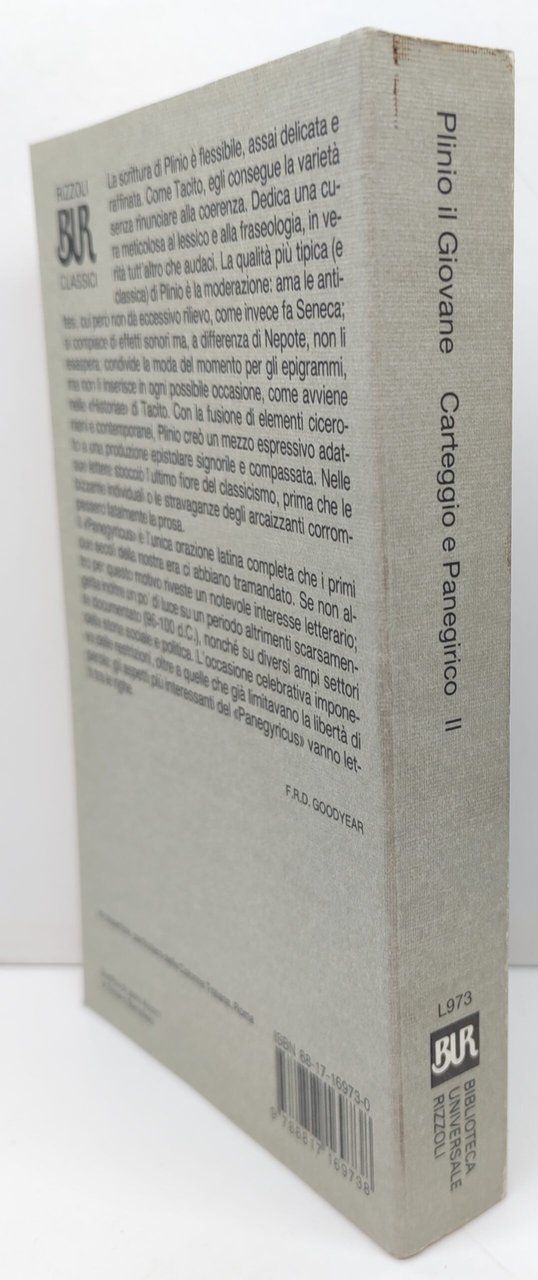 RIZZOLI
BUR
CLASSICI
La scrittura di Plinio è flessibile, assai delicata e
raffinata. Come Tacito, egli consegue la varietà
senza rinunciare alla coerenza. Dedica una cu-
ra meticolosa al lessico e alla fraseologia, in ve-
rità tutt'altro che audaci. La qualità più tipica (e
classica) di Plinio è la moderazione: ama le anti-
tesi, cui però non dà eccessivo rilievo, come invece fa Seneca;
si compiace di effetti sonori ma, a differenza di Nepote, non li
esaspera; condivide la moda del momento per gli epigrammi,
ma non li inserisce in ogni possibile occasione, come avviene
nelle «Historiae» di Tacito. Con la fusione di elementi cicero-
niani e contemporanei, Plinio creò un mezzo espressivo adat-
to a una produzione epistolare signorile e compassata. Nelle
sue lettere sbocciò l'ultimo fiore del classicismo, prima che le
bizzarrie individuali o le stravaganze degli arcaizzanti corrom-
pessero fatalmente la prosa.
Il «Panegyricus» è l'unica orazione latina completa che i primi
due secoli della nostra era ci abbiano tramandato. Se non al-
tro per questo motivo riveste un notevole interesse letterario;
getta inoltre un po' di luce su un periodo altrimenti scarsamen-
te documentato (96-100 d.C.), nonché su diversi ampi settori
della storia sociale e politica. L'occasione celebrativa impone-
va delle restrizioni, oltre a quelle che già limitavano la libertà di
parola: gli aspetti più interessanti del «Panegyricus» vanno let-
ti tra le righe.
F.R.D. GOODYEAR
Colonna Traiana, Roma
ISBN 88-17-16973-0
9 788817 169738
Plinio il Giovane Carteggio e Panegirico II
L973
BUR
BIBLIOTECA
UNIVERSALE
RIZZOLI